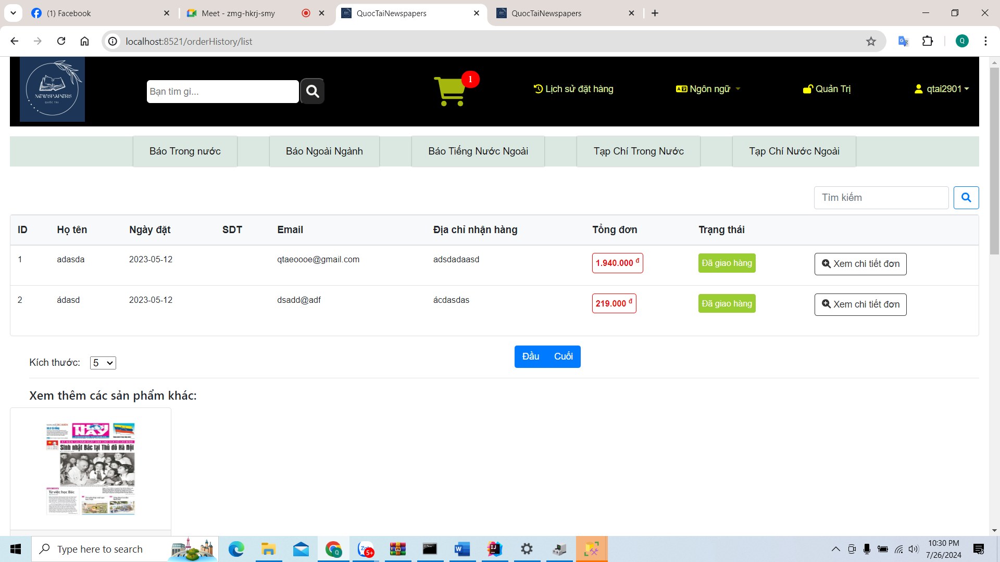 (1) Facebook
Meet - zmg-hkrj-smy
QuocTaiNewspapers
QuocTaiNewspapers
localhost:8521/orderHistory/list
Q
NEWSPAPERS
QUỐC TÀI
Bạn tìm gì...
1
Lịch sử đặt hàng
Ngôn ngữ
Quản Trị
qtai2901
Báo Trong nước
Báo Ngoài Ngành
Báo Tiếng Nước Ngoài
Tạp Chí Trong Nước
Tạp Chí Nước Ngoài
Tìm kiếm
ID Họ tên Ngày đặt SDT Email Địa chỉ nhận hàng Tổng đơn Trạng thái
1 adasda 2023-05-12 qtaeoooe@gmail.com adsdadaasd 1.940.000 đ Đã giao hàng Xem chi tiết đơn
2 ádasd 2023-05-12 dsadd@adf ácdasdas 219.000 đ Đã giao hàng Xem chi tiết đơn
Đầu Cuối
Kích thước: 5
Xem thêm các sản phẩm khác:
Sinh nhật Bác tại Thủ đô Hà Nội
Từ việc học Bác
Type here to search
5+
10:30 PM
7/26/2024